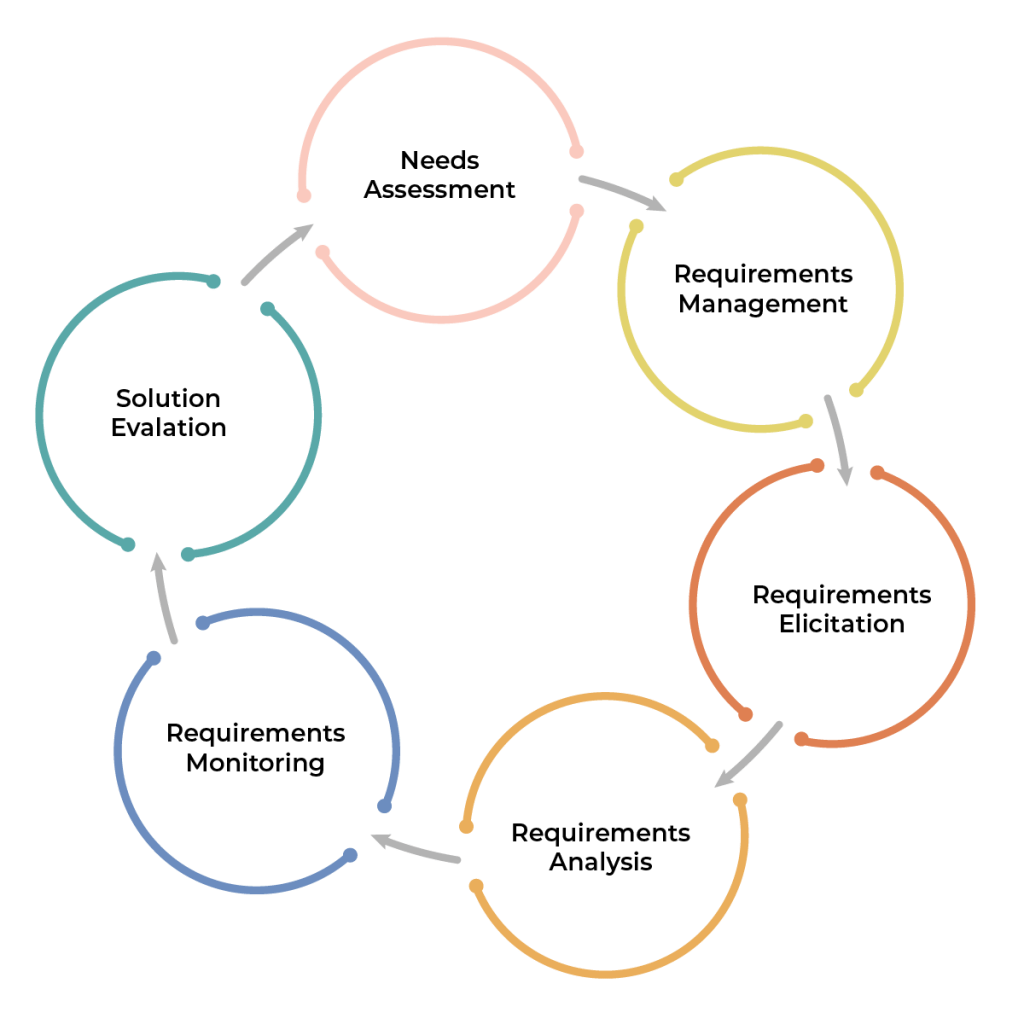 Needs
Assessment
Requirements
Management
Requirements
Elicitation
Requirements
Analysis
Requirements
Monitoring
Solution
Evalation